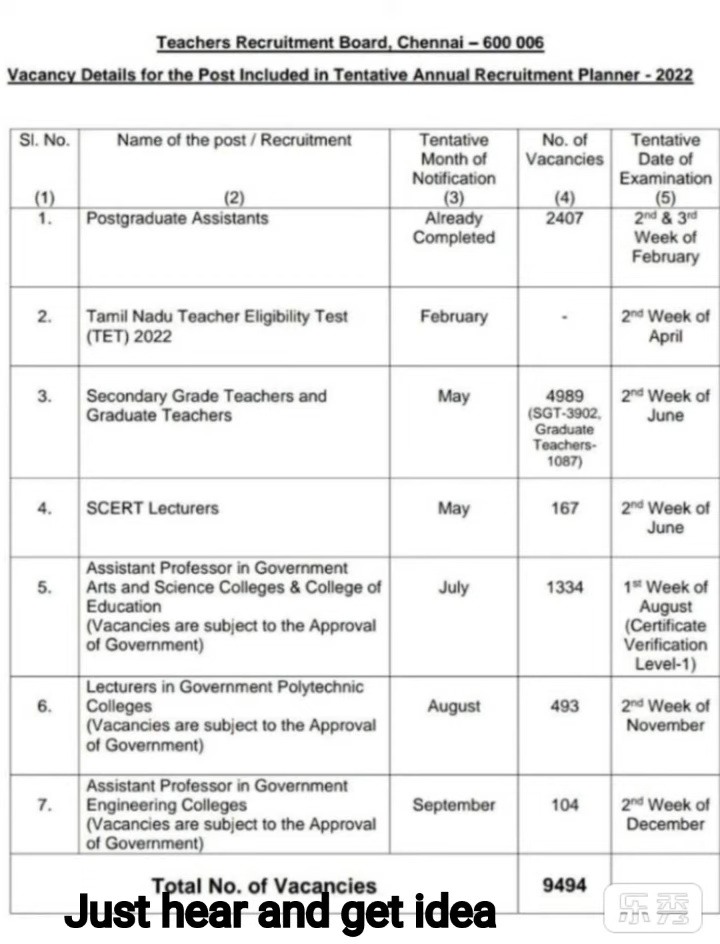 Teachers Recruitment Board, Chennai – 600 006
Vacancy Details for the Post Included in Tentative Annual Recruitment Planner - 2022
Sl. No. (1)
Name of the post / Recruitment (2)
Tentative Month of Notification (3)
No. of Vacancies (4)
Tentative Date of Examination (5)
1.
Postgraduate Assistants
Already
Completed
2407
2nd & 3rd
Week of
February
2.
Tamil Nadu Teacher Eligibility Test
(TET) 2022
February
-
2nd Week of
April
3.
Secondary Grade Teachers and
Graduate Teachers
May
4989
(SGT-3902,
Graduate
Teachers-
1087)
2nd Week of
June
4.
SCERT Lecturers
May
167
2nd Week of
June
5.
Assistant Professor in Government
Arts and Science Colleges & College of
Education
(Vacancies are subject to the Approval
of Government)
July
1334
1st Week of
August
(Certificate
Verification
Level-1)
6.
Lecturers in Government Polytechnic
Colleges
(Vacancies are subject to the Approval
of Government)
August
493
2nd Week of
November
7.
Assistant Professor in Government
Engineering Colleges
(Vacancies are subject to the Approval
of Government)
September
104
2nd Week of
December
Total No. of Vacancies
9494
Just hear and get idea
乐秀